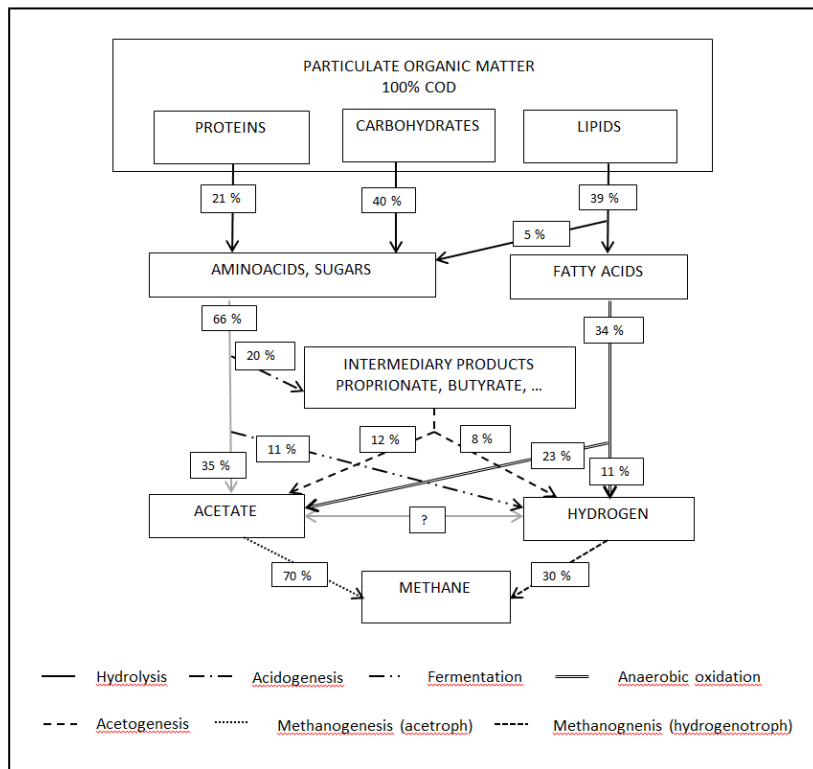 PARTICULATE ORGANIC MATTER
100% COD
PROTEINS
CARBOHYDRATES
LIPIDS
21 %
40 %
39 %
5 %
AMINOACIDS, SUGARS
FATTY ACIDS
66 %
34 %
20 %
INTERMEDIARY PRODUCTS
PROPRIONATE, BUTYRATE, ...
12 %
8 %
11 %
23 %
35 %
11 %
ACETATE
?
HYDROGEN
70 %
METHANE
30 %
Hydrolysis
Acidogenesis
Fermentation
Anaerobic oxidation
Acetogenesis
Methanogenesis (acetroph)
Methanognenis (hydrogenotroph)